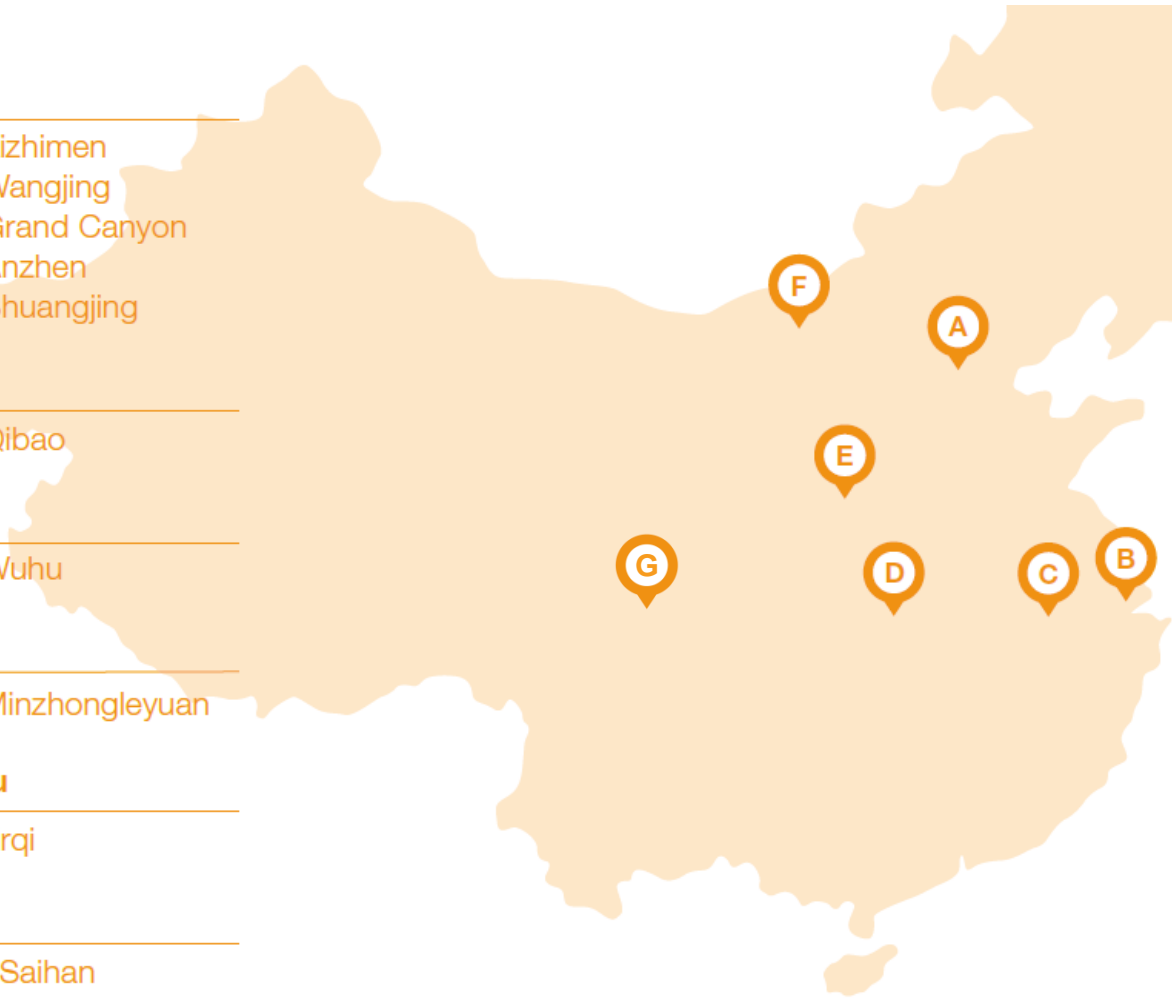 izhimen
Wangjing
Grand Canyon
nzhen
huangjing
Qibao
Wuhu
Minzhongleyuan
u
rqi
Saihan
F
A
E
G
D
C
B